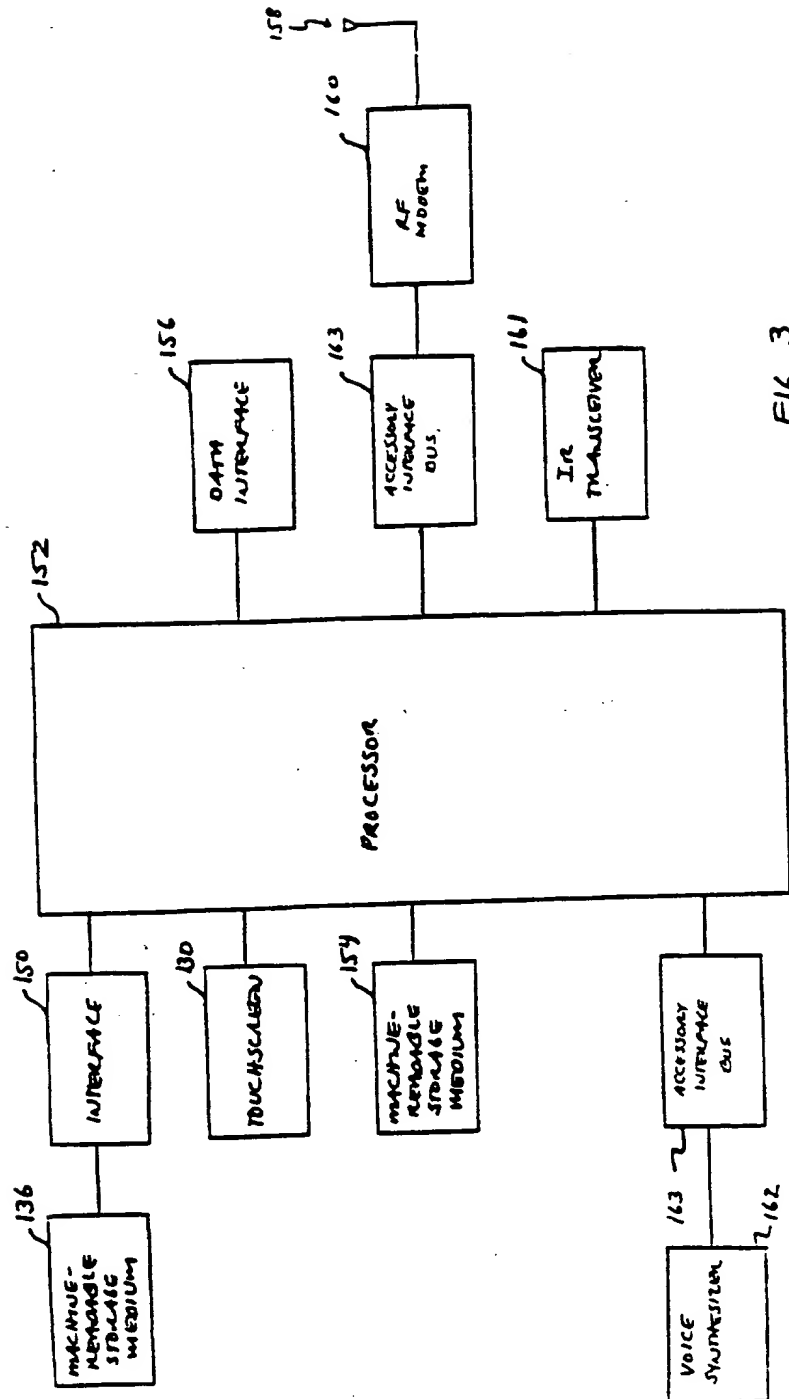 158
160
RF
MODEM
156
DATA
INTERFACE
163
ACCESSORY
INTERFACE
BUS
161
IR
TRANSCEIVER
152
PROCESSOR
150
INTERFACE
130
TOUCHSCREEN
154
MACHINE-
READABLE
STORAGE
MEDIUM
ACCESSORY
INTERFACE
BUS
163
136
MACHINE-
READABLE
STORAGE
MEDIUM
VOICE
SYNTHESIZER
162
FIG. 3